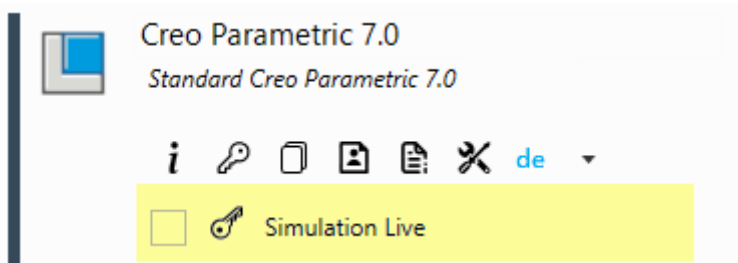 Creo Parametric 7.0
Standard Creo Parametric 7.0
de
Simulation Live